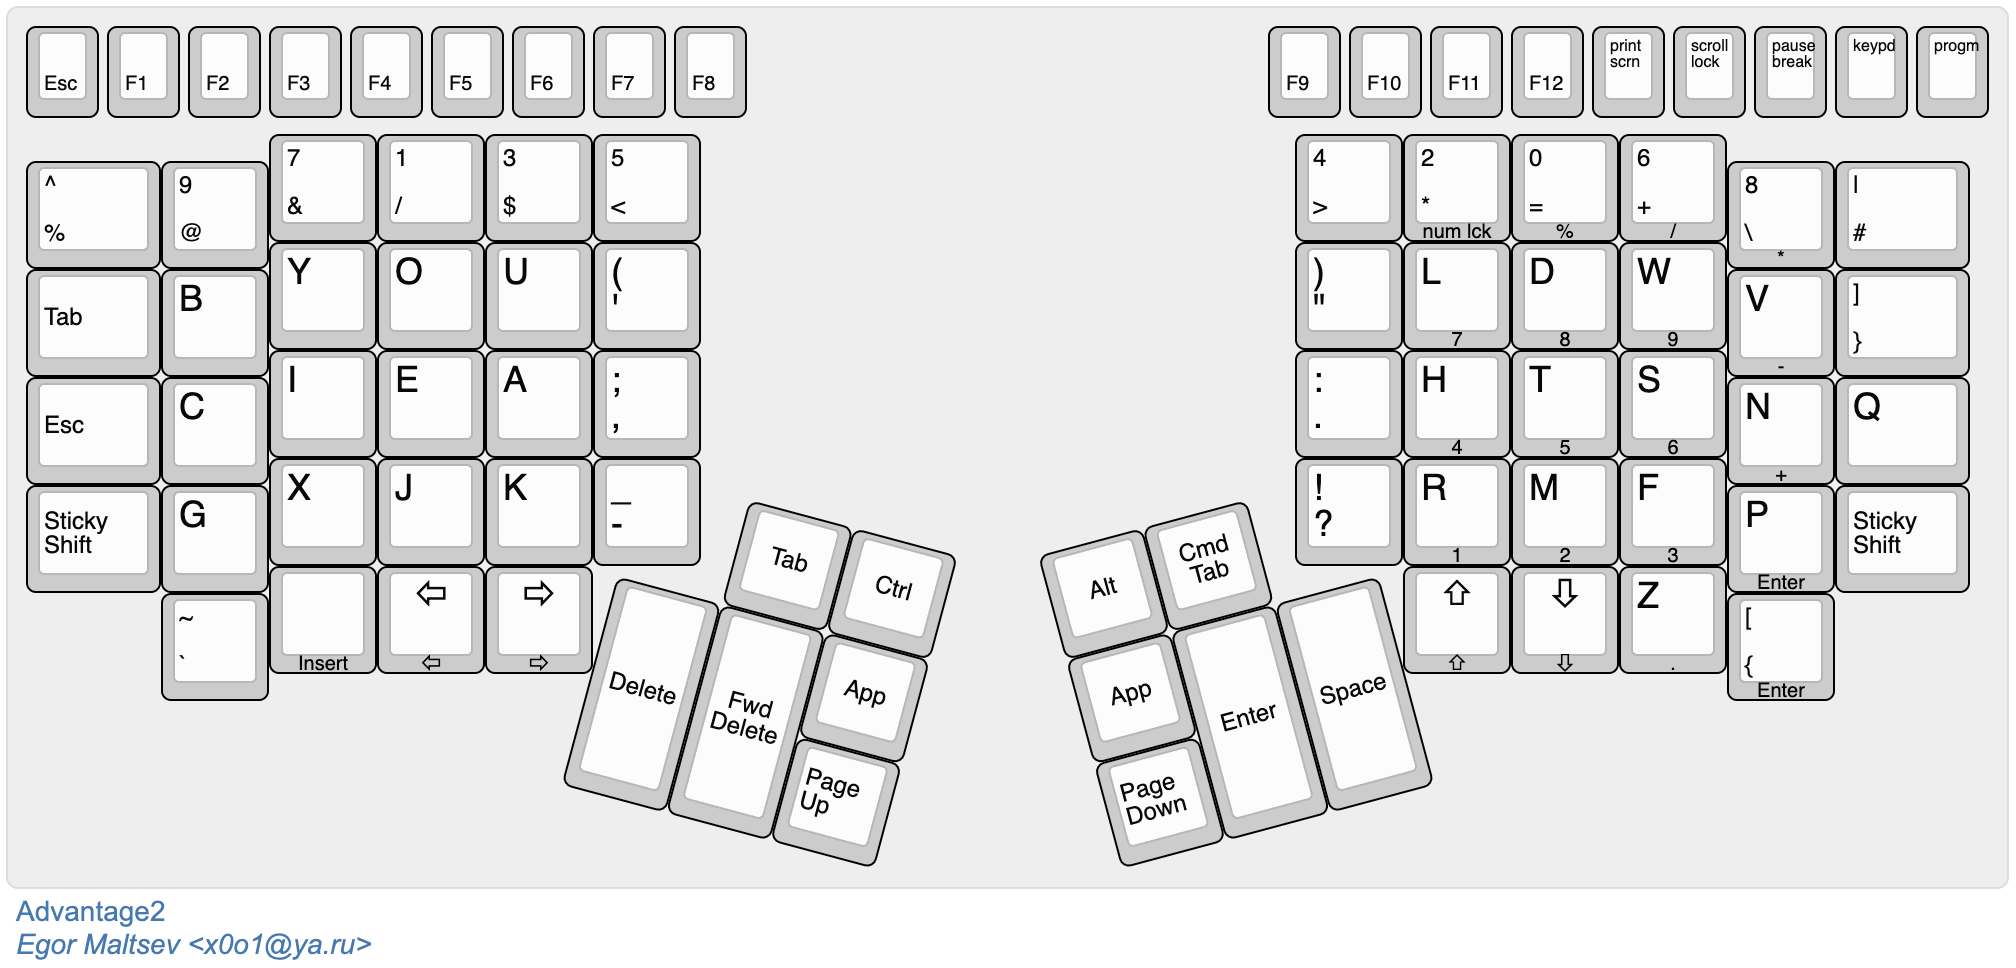 Esc F1 F2 F3 F4 F5 F6 F7 F8 F9 F10 F11 F12 print scroll pause keypd progm
scrn lock break
7 1 3 5 4 2 0 6
^ 9 8 |
& / $ < > * = +
% @ num lck % / \ #
*
Y O U ( ) L D W
Tab B ' " V ]
7 8 9 }
-
I E A ; : H T S
Esc C , . N Q
4 5 6
+
X J K _ ! R M F
Sticky G - ? P Sticky
Shift Shift
1 2 3
Enter
Tab Ctrl Alt Cmd
Tab
⇦ ⇨ ⇧ ⇩ Z
~ [
` {
Insert ⇦ ⇨ ⇧ ⇩ .
Enter
Delete Fwd App App Enter Space
Delete
Page Page
Up Down
Advantage2
Egor Maltsev <x0o1@ya.ru>